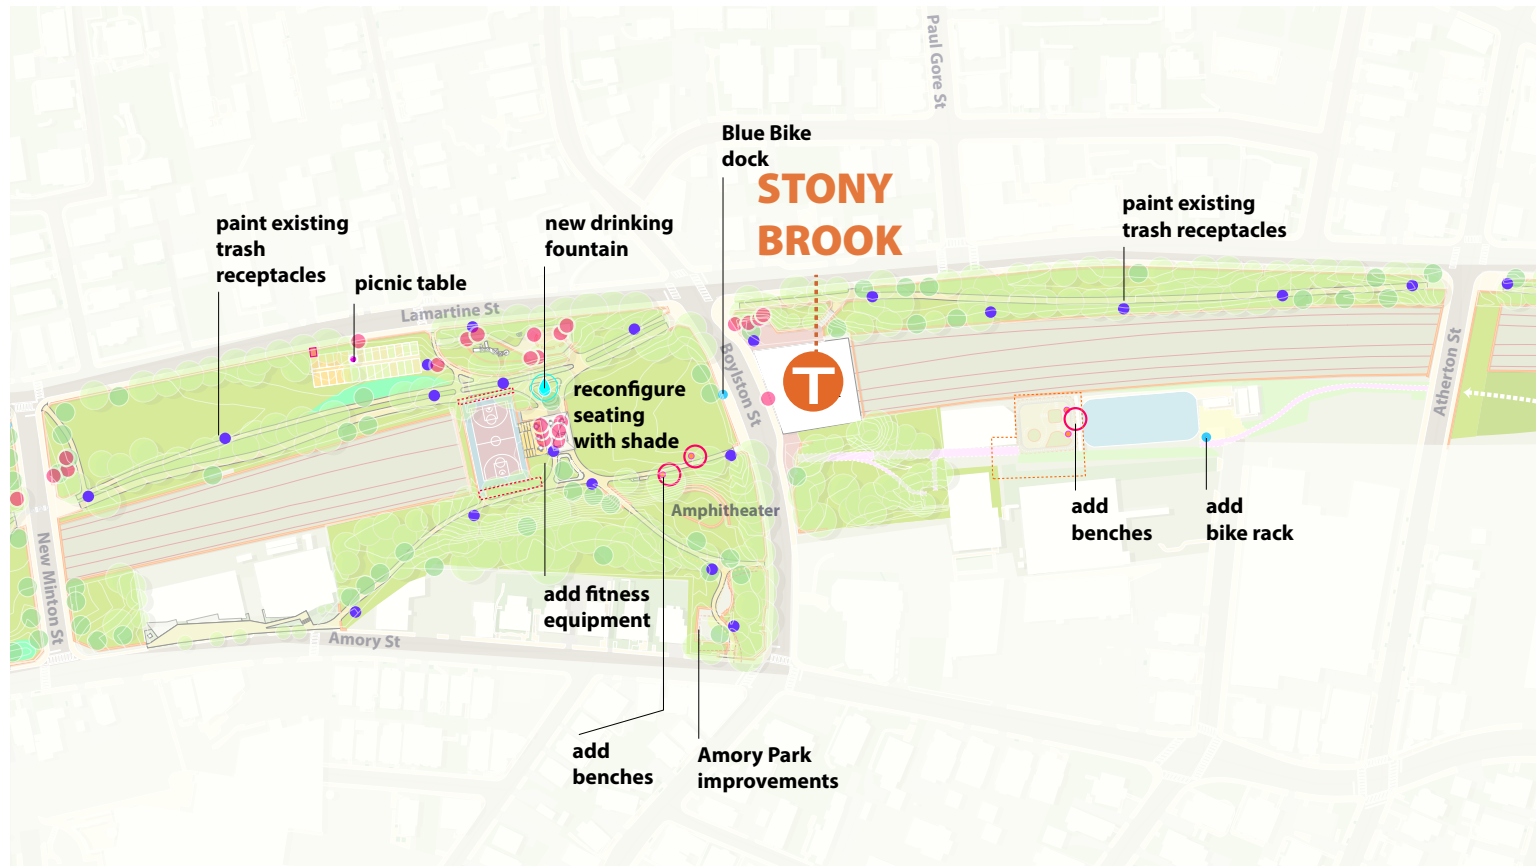 Paul Gore St
Blue Bike
dock
STONY
BROOK
paint existing
trash receptacles
paint existing
trash
receptacles
new drinking
fountain
picnic table
Lamartine St
Boylston St
T
Atherton St
reconfigure
seating
with shade
Amphitheater
add
benches
add
bike rack
New Minton St
add fitness
equipment
Amory St
add
benches
Amory Park
improvements